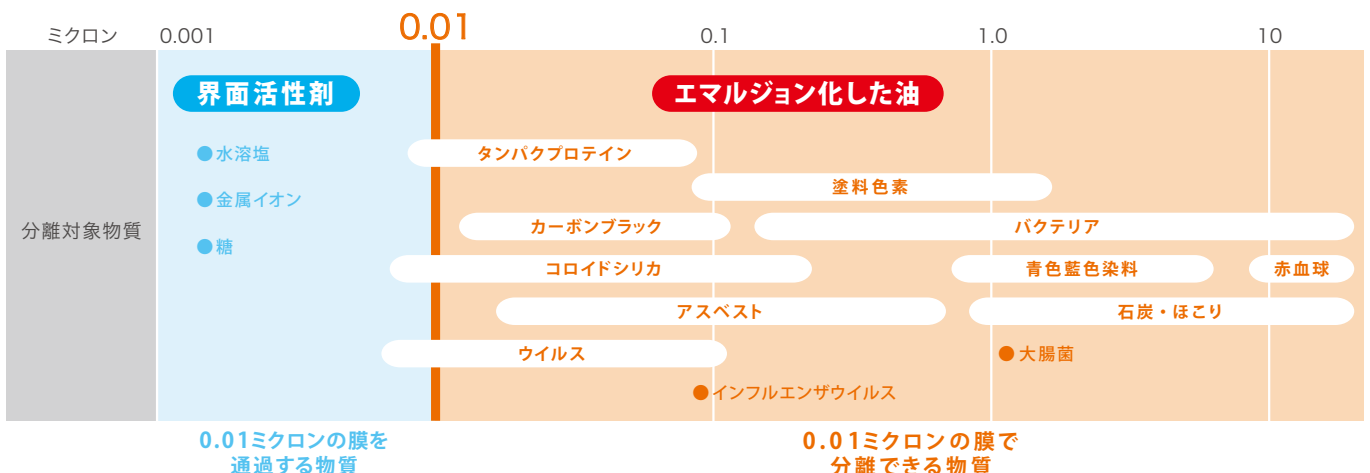 ミクロン 0.001 0.01 0.1 1.0 10
界面活性剤 エマルジョン化した油
●水溶塩 タンパクプロテイン
塗料色素
●金属イオン
カーボンブラック バクテリア
分離対象物質
●糖
コロイドシリカ 青色藍色染料 赤血球
アスベスト 石炭・ほこり
ウイルス ●大腸菌
●インフルエンザウイルス
0.01ミクロンの膜を
通過する物質
0.01ミクロンの膜で
分離できる物質